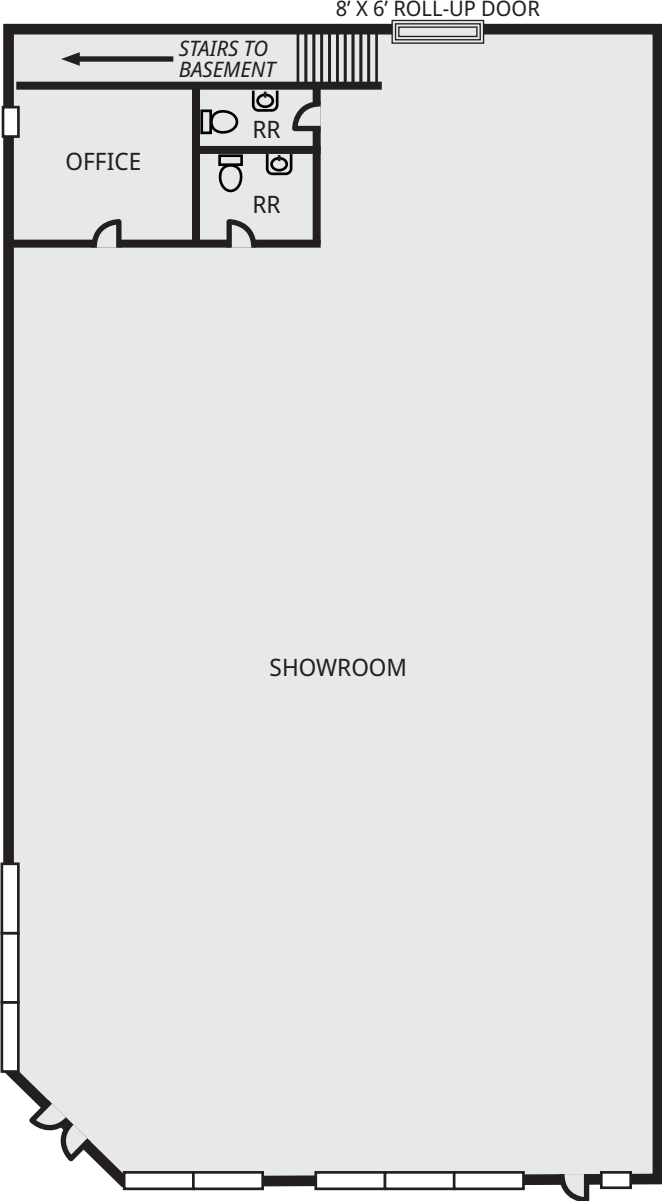 8’ X 6’ ROLL-UP DOOR
STAIRS TO
BASEMENT
RR
OFFICE
RR
SHOWROOM